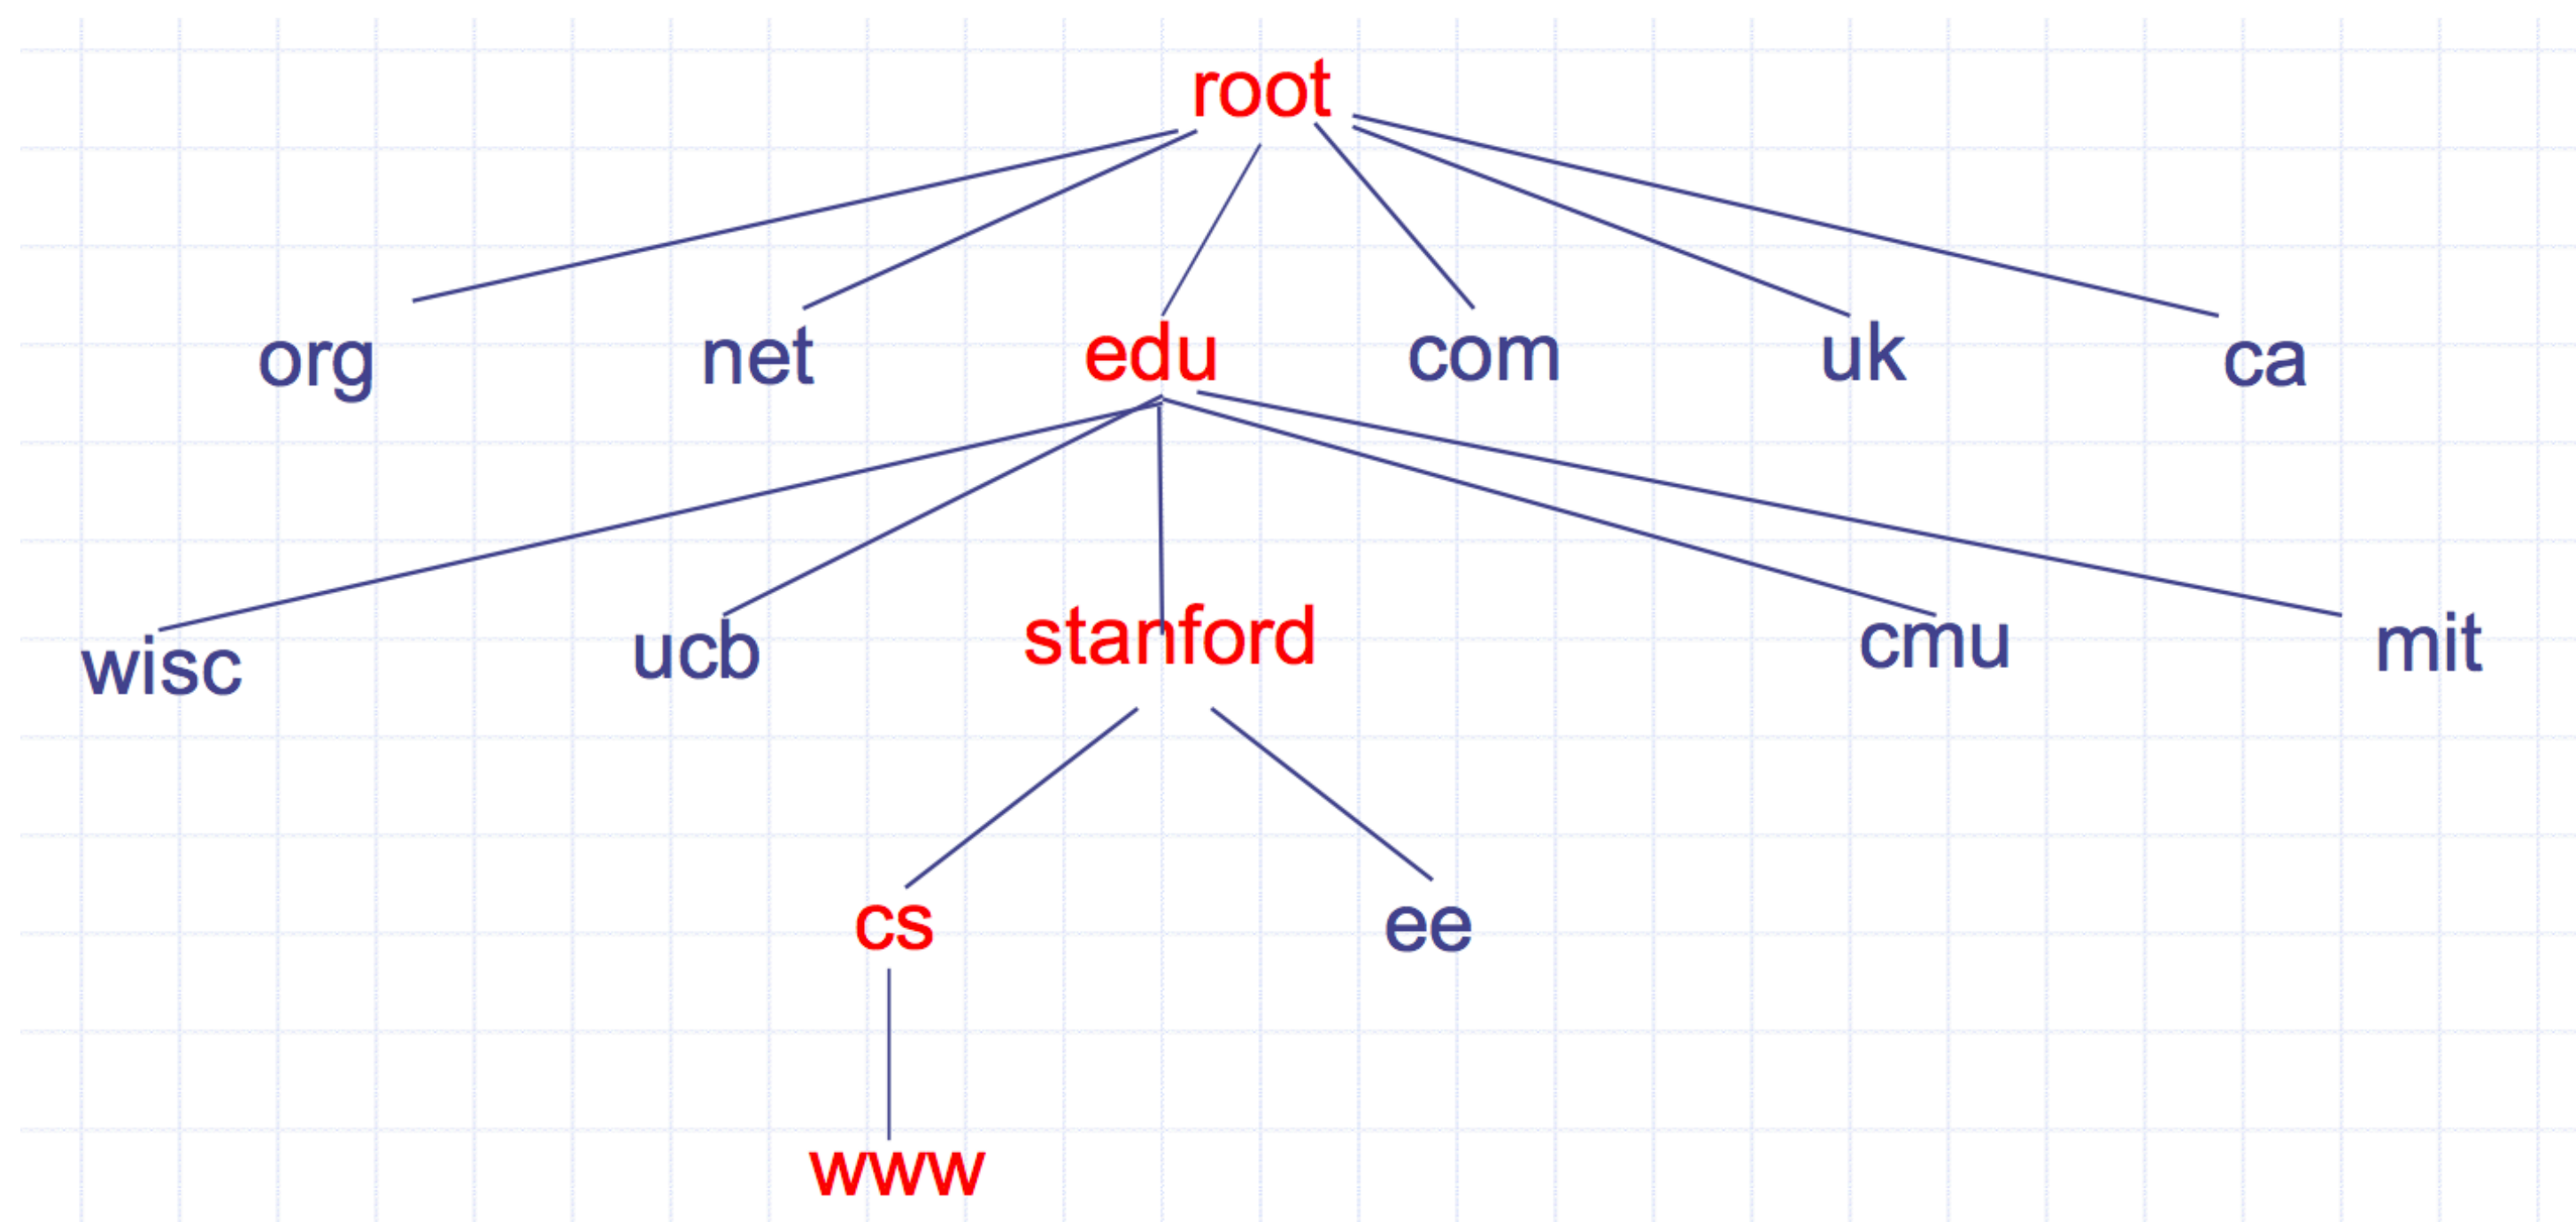 root
org net edu com uk ca
wisc ucb stanford cmu mit
cs ee
www